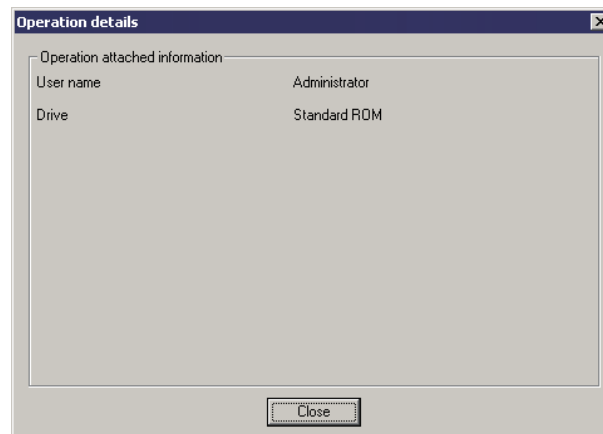 Operation details
Operation attached information
User name Administrator
Drive Standard ROM
Close